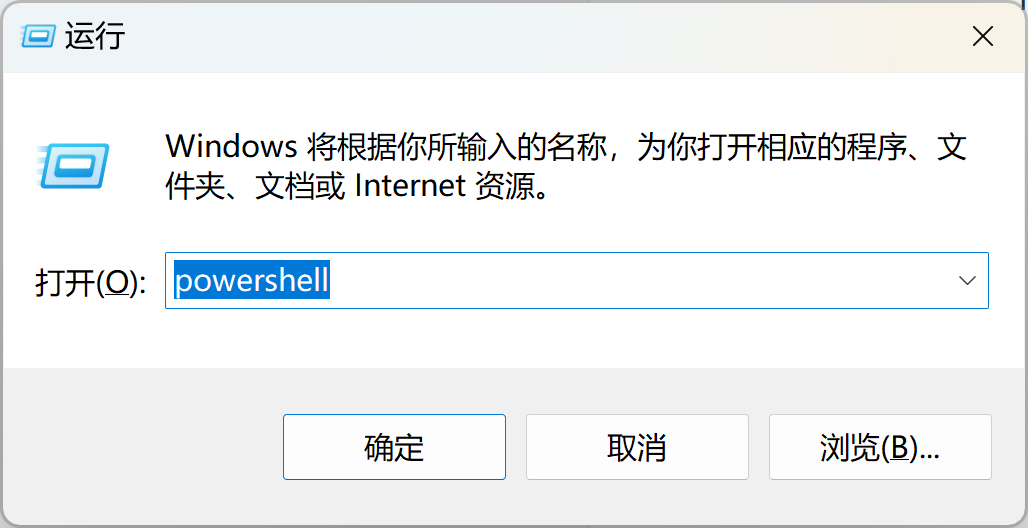 运行
Windows 将根据你所输入的名称，为你打开相应的程序、文
件夹、文档或 Internet 资源。
打开(O): powershell
确定 取消 浏览(B)...